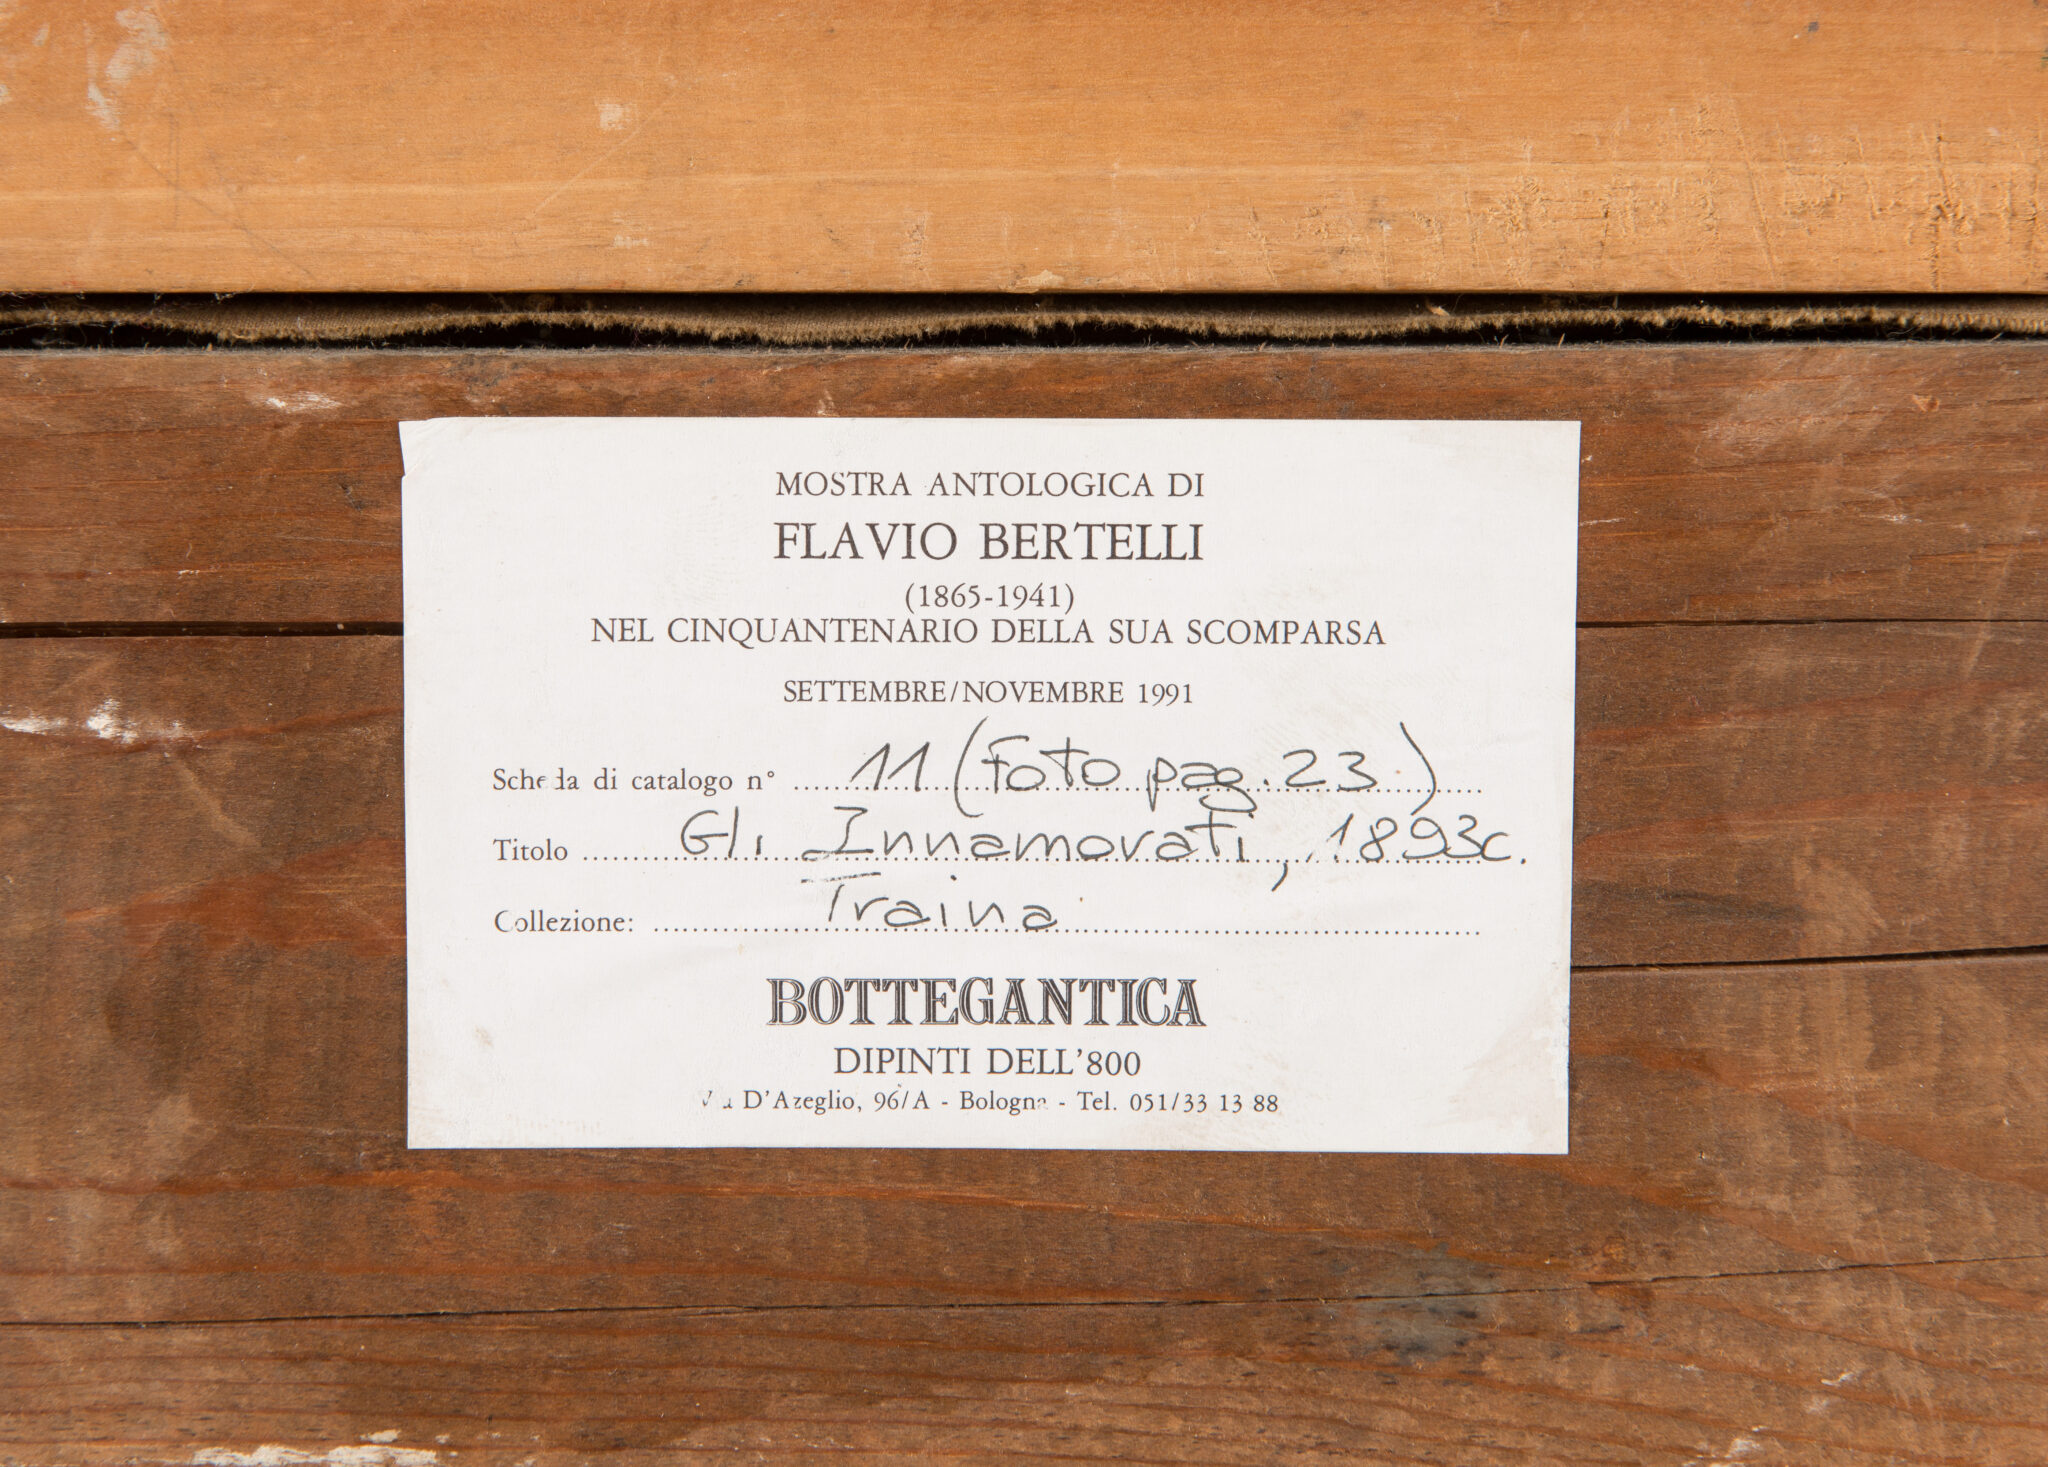 MOSTRA ANTOLOGICA DI
FLAVIO BERTELLI
(1865-1941)
NEL CINQUANTENARIO DELLA SUA SCOMPARSA
SETTEMBRE/NOVEMBRE 1991
Scheda di catalogo n° 11 (foto pag. 23)
Titolo Gli Innamorati, 1893c.
Collezione: Traina
BOTTEGANTICA
DIPINTI DELL'800
Via D'Azeglio, 96/A - Bologna - Tel. 051/33 13 88